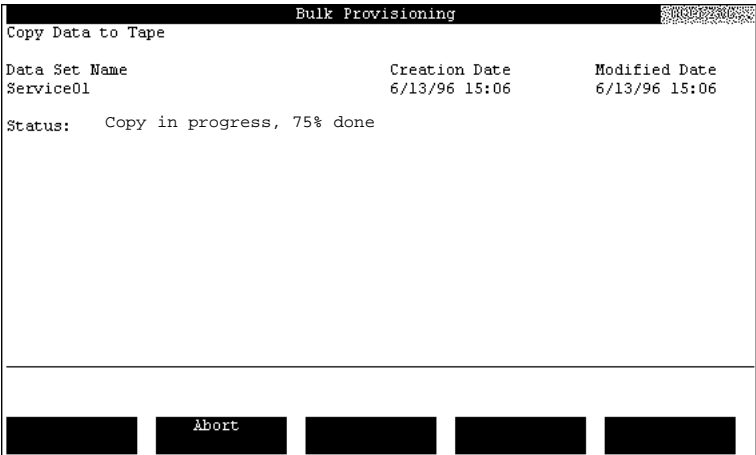 Bulk Provisioning
Copy Data to Tape
Data Set Name Creation Date Modified Date
Service01 6/13/96 15:06 6/13/96 15:06
Status: Copy in progress, 75% done
Abort